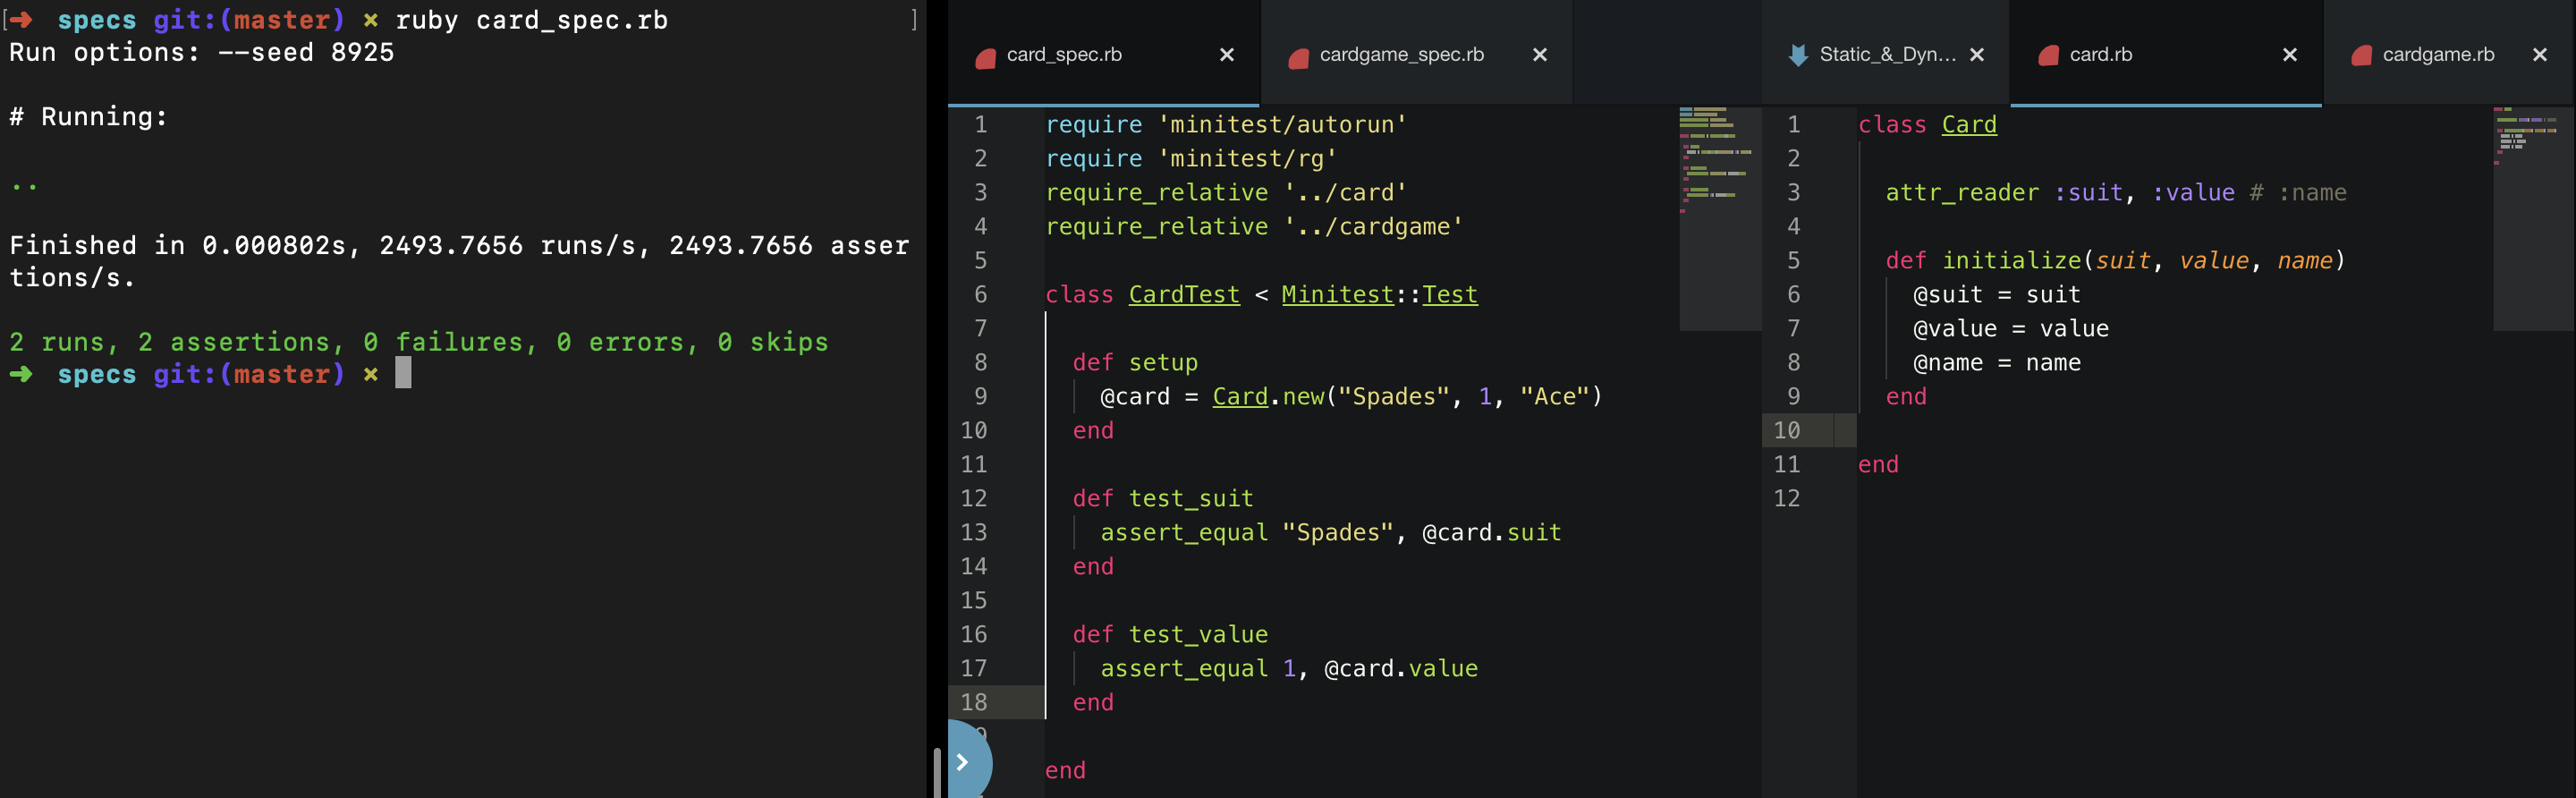 [➜ specs git:(master) ✗ ruby card_spec.rb ]
Run options: --seed 8925
# Running:
..
Finished in 0.000802s, 2493.7656 runs/s, 2493.7656 asser
tions/s.
2 runs, 2 assertions, 0 failures, 0 errors, 0 skips
➜ specs git:(master) ✗
card_spec.rb ×
cardgame_spec.rb ×
1 require 'minitest/autorun'
2 require 'minitest/rg'
3 require_relative '../card'
4 require_relative '../cardgame'
5
6 class CardTest < Minitest::Test
7
8 def setup
9 @card = Card.new("Spades", 1, "Ace")
10 end
11
12 def test_suit
13 assert_equal "Spades", @card.suit
14 end
15
16 def test_value
17 assert_equal 1, @card.value
18 end
end
Static_&_Dyn... ×
card.rb ×
cardgame.rb ×
1 class Card
2
3 attr_reader :suit, :value # :name
4
5 def initialize(suit, value, name)
6 @suit = suit
7 @value = value
8 @name = name
9 end
10
11 end
12